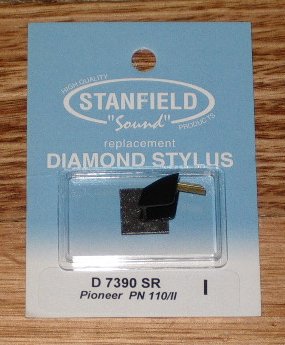 HIGH QUALITY
STANFIELD
"Sound"
PRODUCTS
replacement
DIAMOND STYLUS
D 7390 SR
Pioneer PN 110/II
I